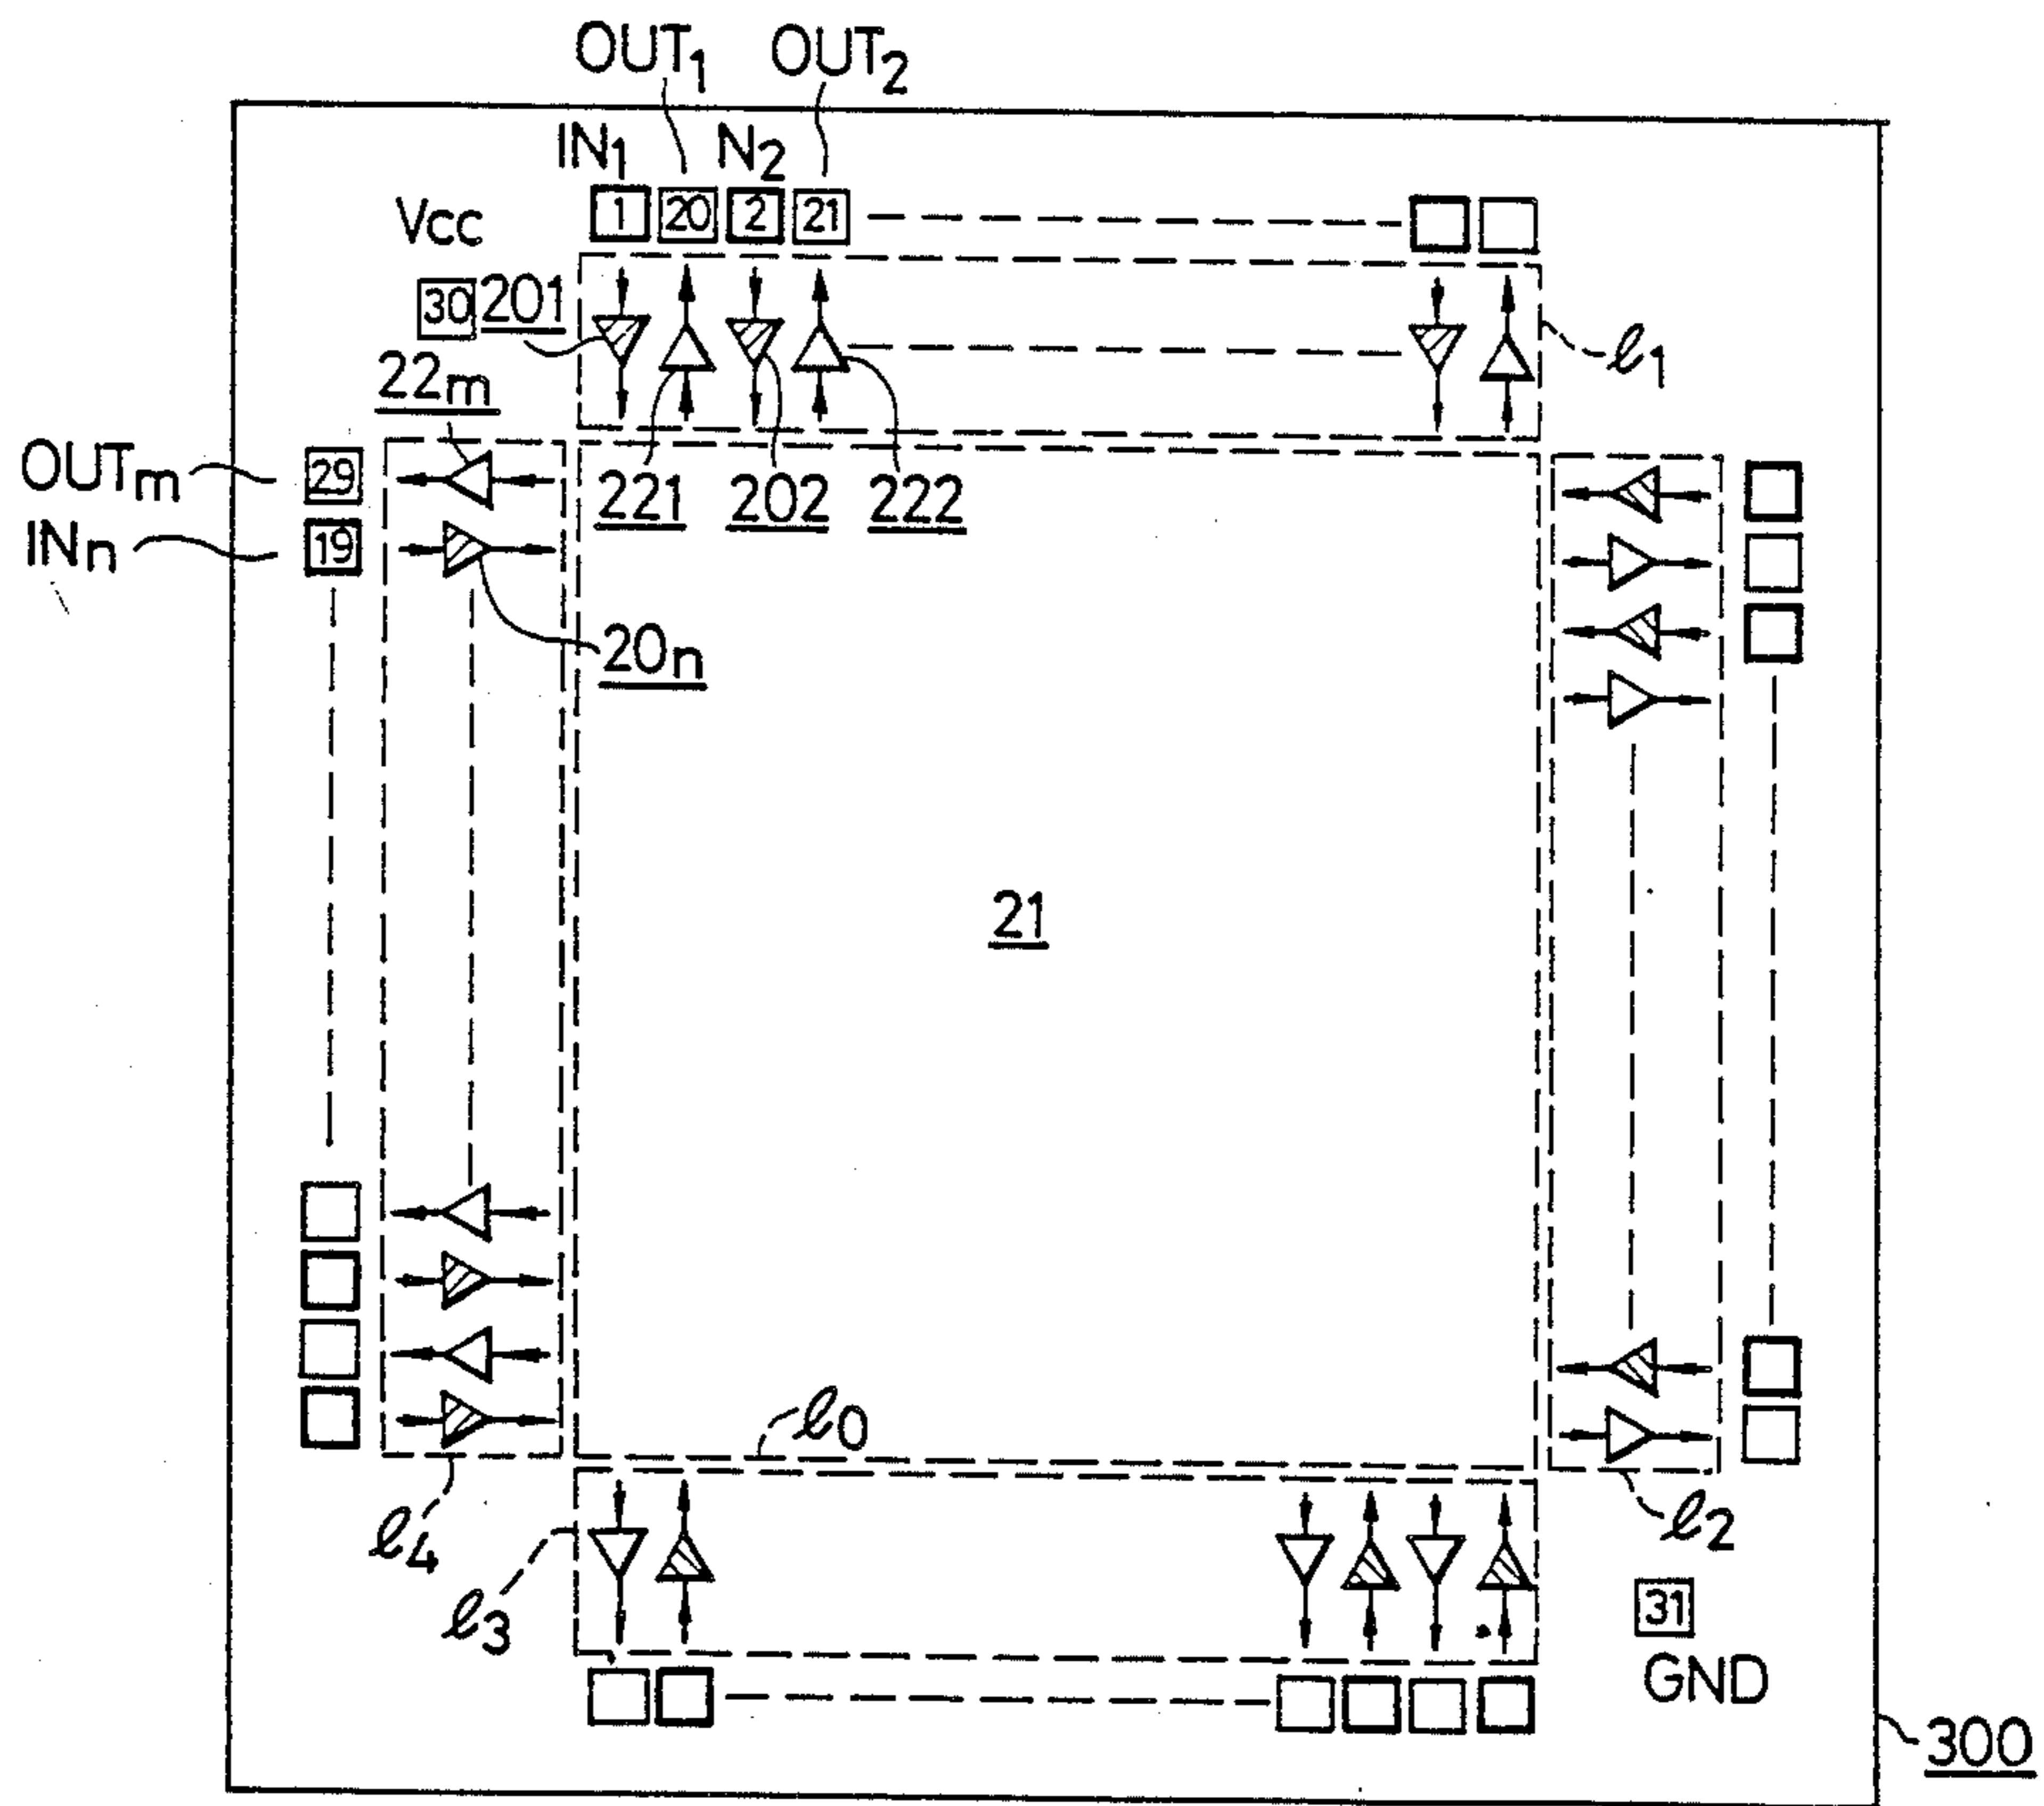 OUT1 OUT2
IN1 N2
1 20 2 21
Vcc
30 201
22m
ℓ1
OUTm 29
221 202 222
INn 19
20n
21
ℓ0
ℓ4
ℓ2
ℓ3
31
GND
300